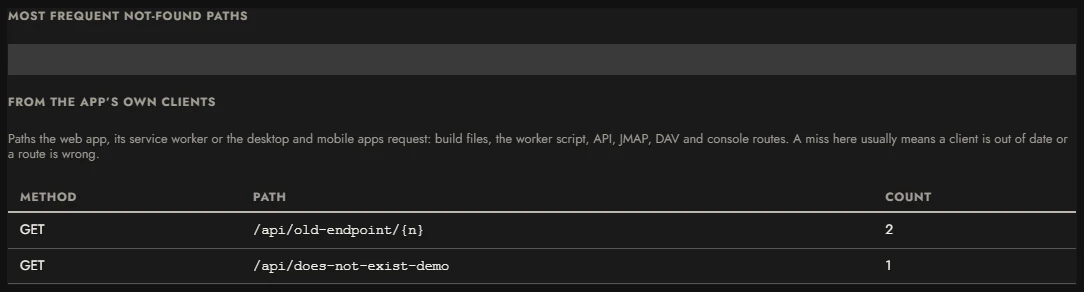 MOST FREQUENT NOT-FOUND PATHS
FROM THE APP'S OWN CLIENTS
Paths the web app, its service worker or the desktop and mobile apps request: build files, the worker script, API, JMAP, DAV and console routes. A miss here usually means a client is out of date or
a route is wrong.
METHOD PATH COUNT
GET /api/old-endpoint/{n} 2
GET /api/does-not-exist-demo 1